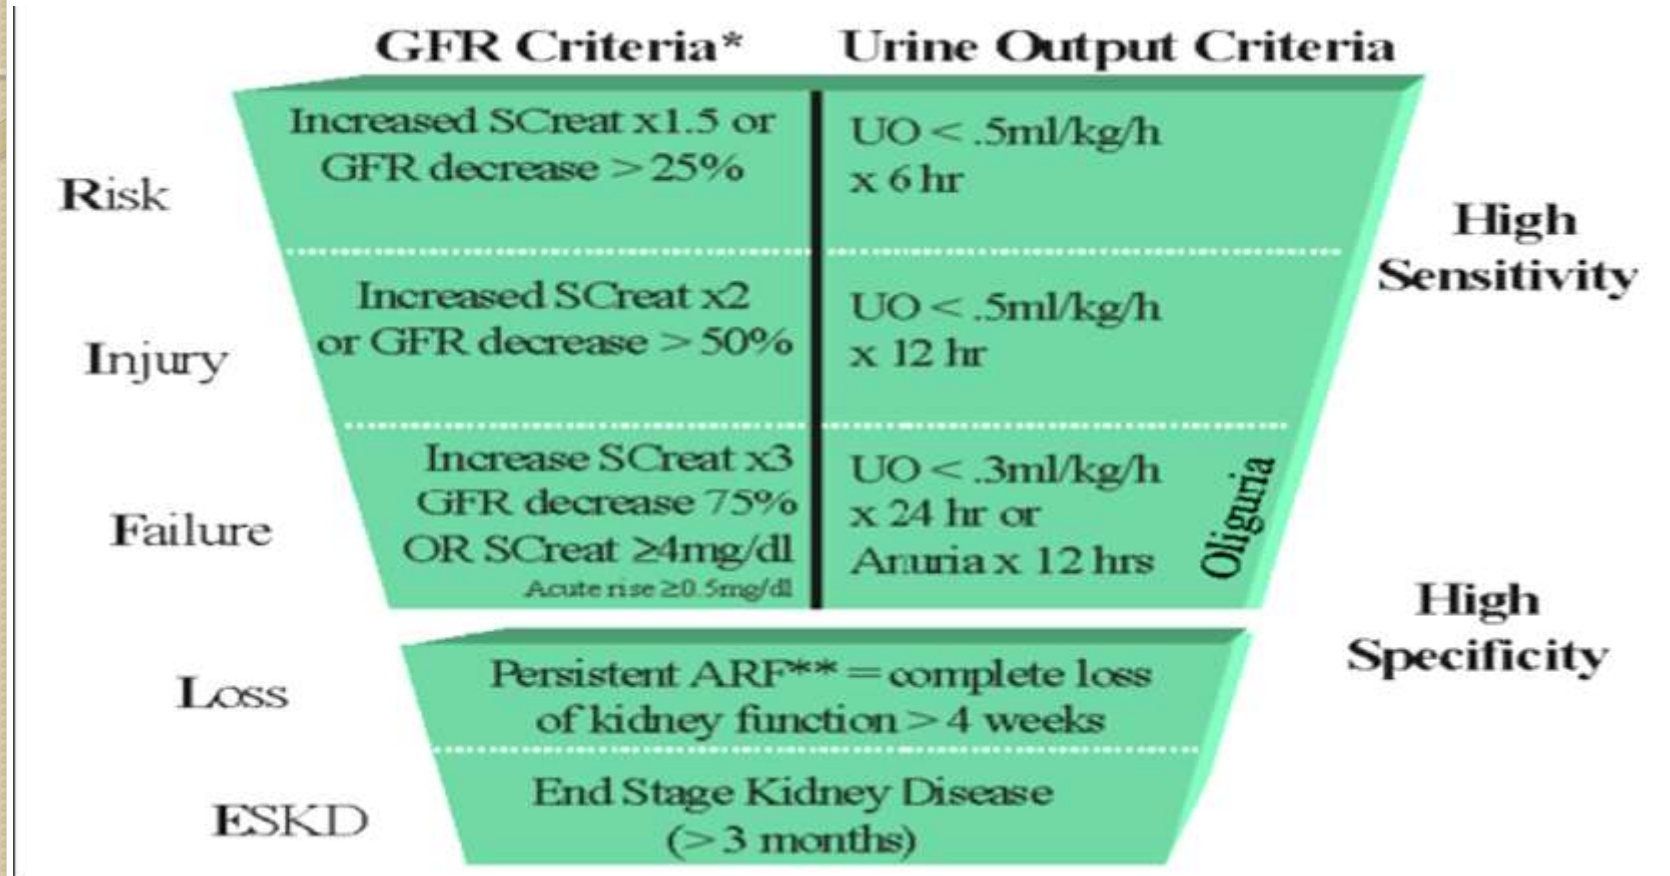 GFR Criteria* Urine Output Criteria
Risk
Increased SCreat x1.5 or
GFR decrease > 25%
UO < .5ml/kg/h
x 6 hr
High
Sensitivity
Injury
Increased SCreat x2
or GFR decrease > 50%
UO < .5ml/kg/h
x 12 hr
Failure
Increase SCreat x3
GFR decrease 75%
OR SCreat ≥4mg/dl
Acute rise ≥0.5mg/dl
UO < .3ml/kg/h
x 24 hr or
Anuria x 12 hrs
Oliguria
High
Specificity
Loss
Persistent ARF** = complete loss
of kidney function > 4 weeks
ESKD
End Stage Kidney Disease
(> 3 months)